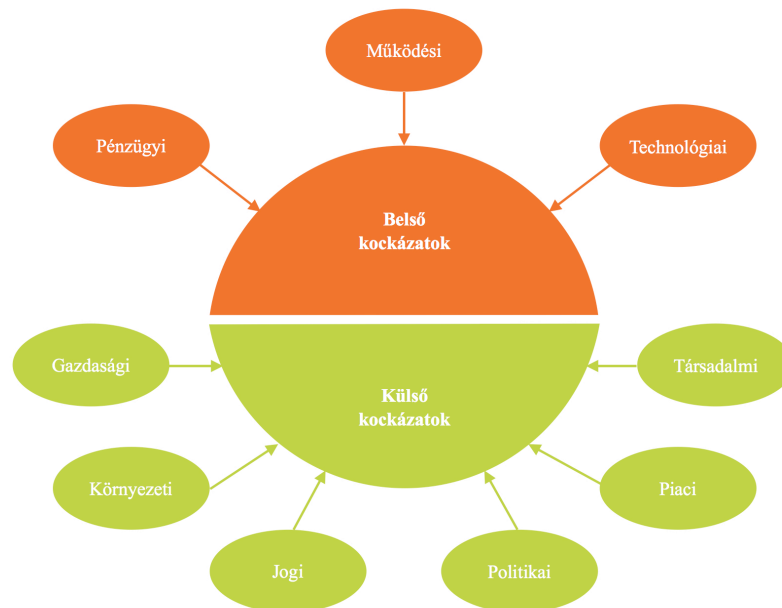 Működési
Pénzügyi
Technológiai
Belső
kockázatok
Gazdasági
Társadalmi
Külső
kockázatok
Környezeti
Piaci
Jogi
Politikai